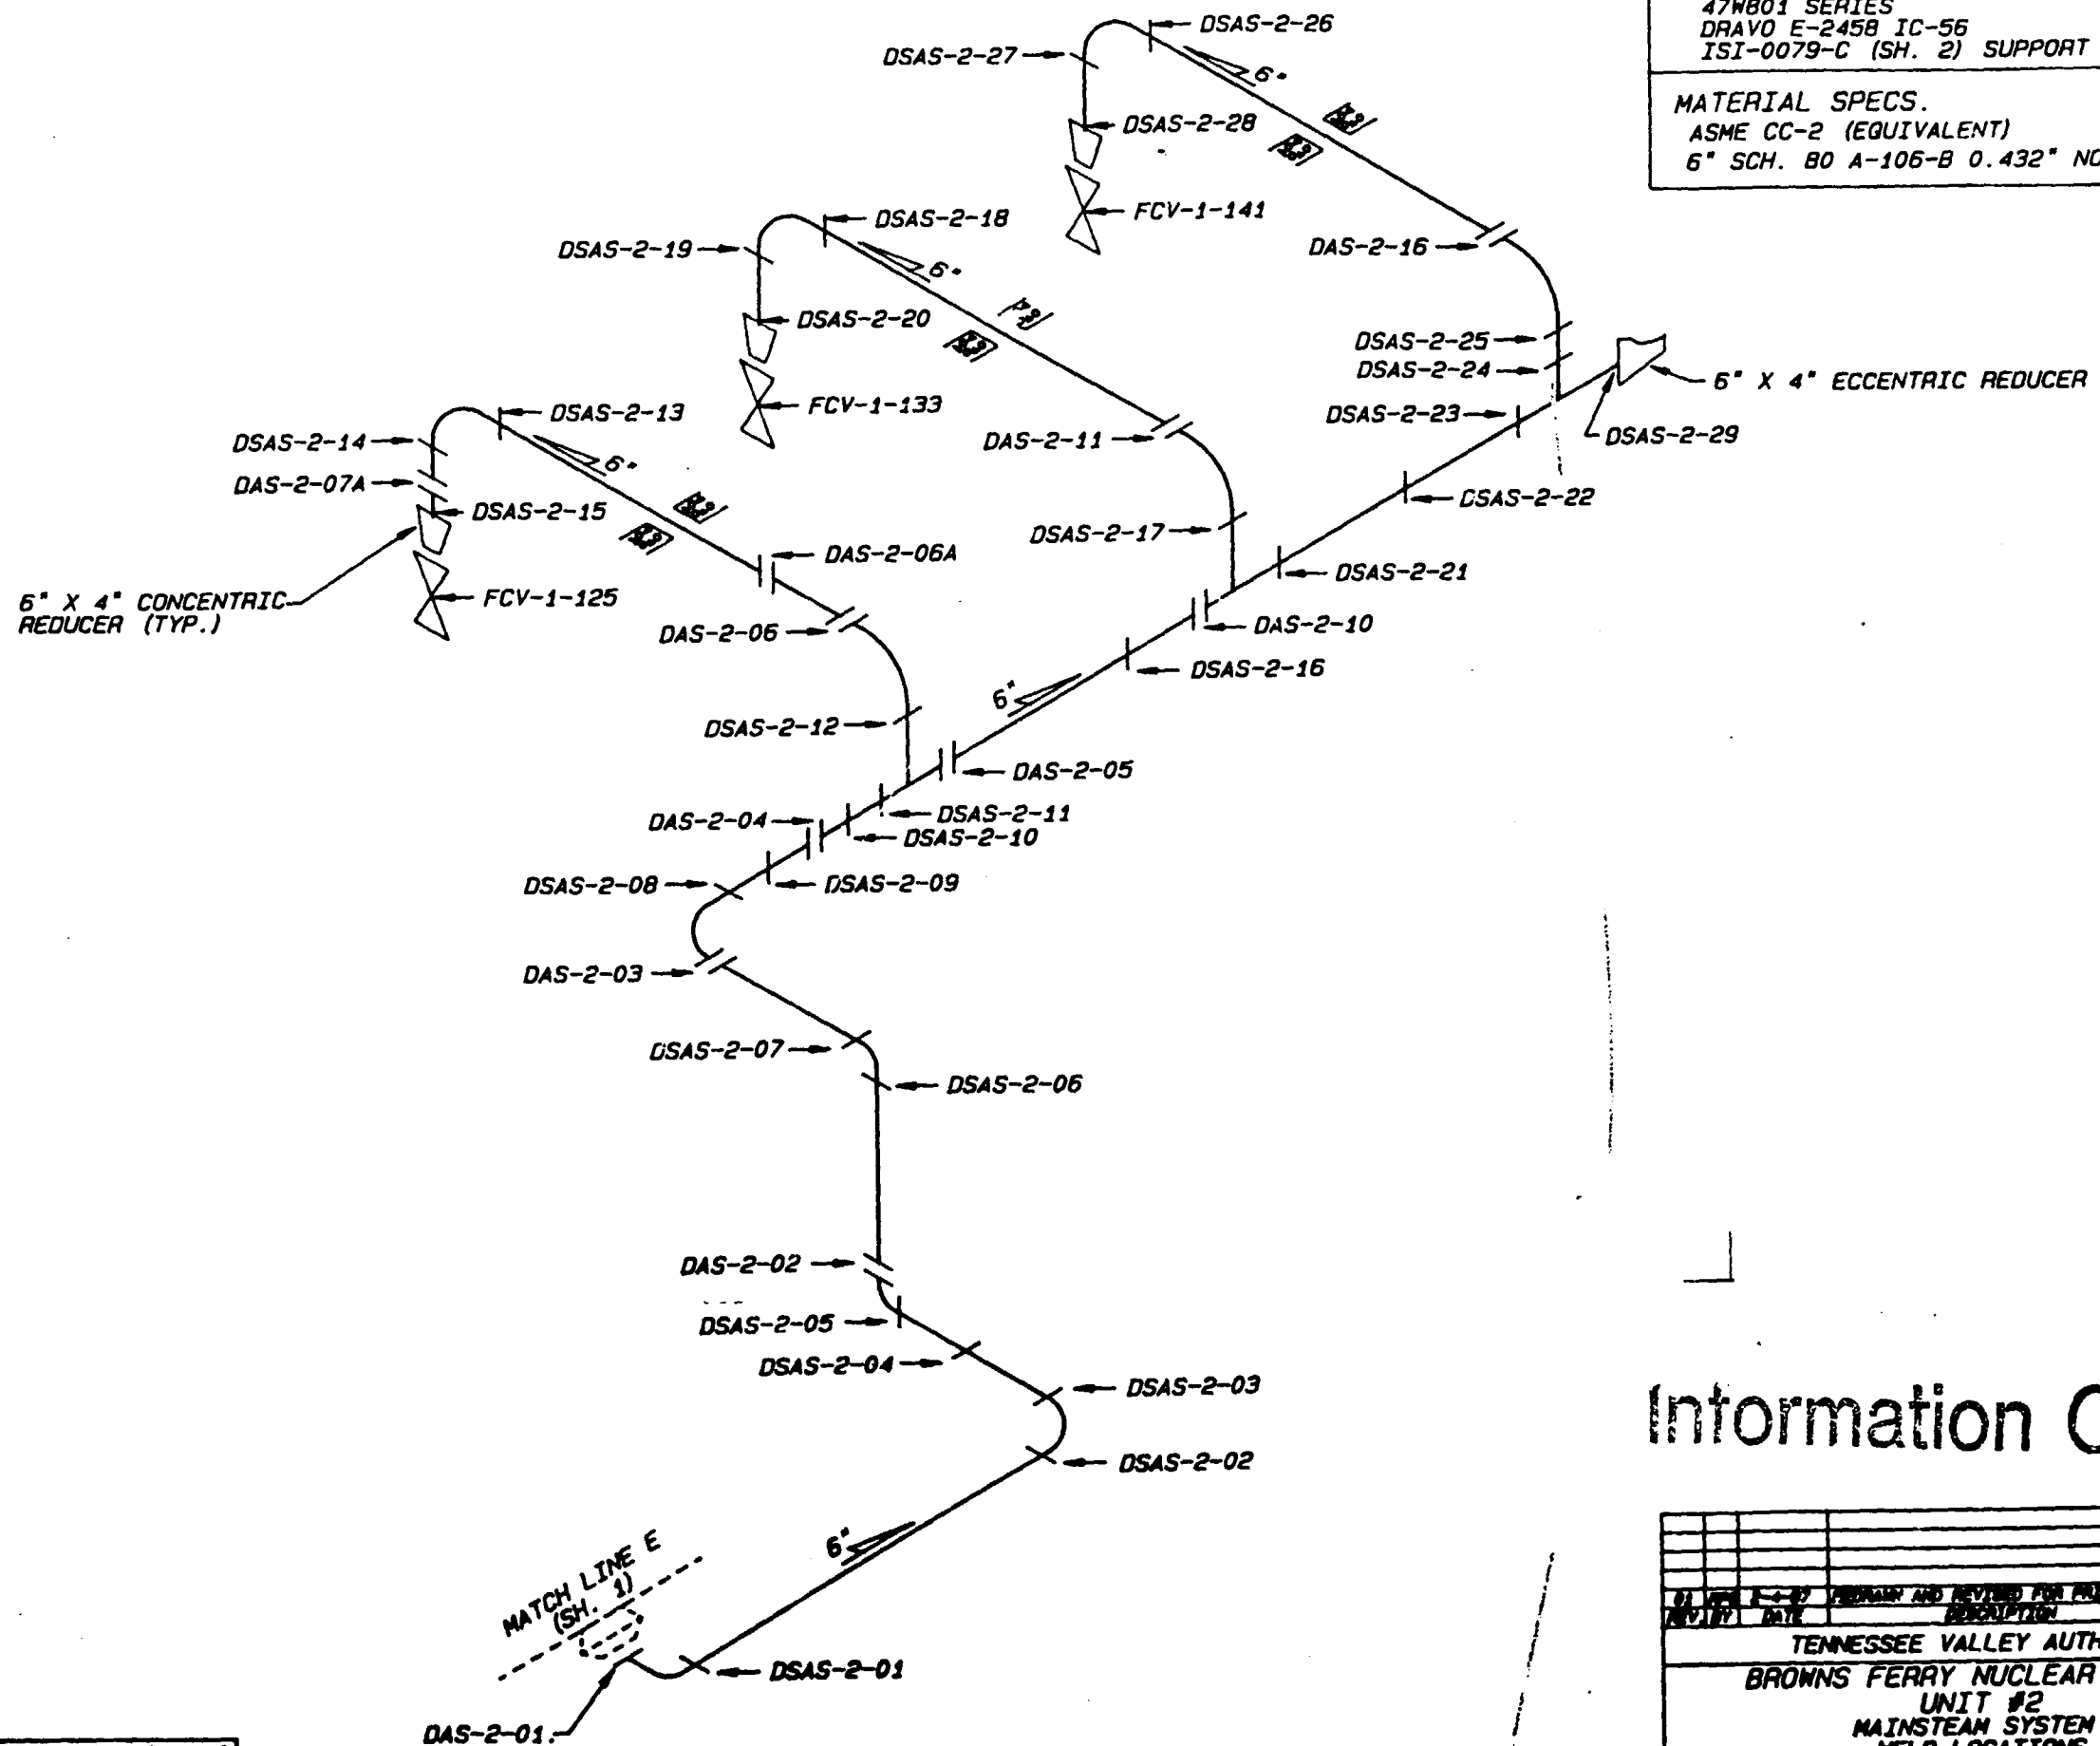 47W801 SERIES
DRAVO E-2458 IC-56
ISI-0079-C (SH. 2) SUPPORT
MATERIAL SPECS.
ASME CC-2 (EQUIVALENT)
6" SCH. 80 A-106-B 0.432" NO
DSAS-2-26
DSAS-2-27
6"
DSAS-2-28
FCV-1-141
DAS-2-16
DSAS-2-18
DSAS-2-19
6"
DSAS-2-20
FCV-1-133
DAS-2-11
DSAS-2-25
DSAS-2-24
6" X 4" ECCENTRIC REDUCER
DSAS-2-23
DSAS-2-29
DSAS-2-22
DSAS-2-13
DSAS-2-14
6"
DAS-2-07A
DSAS-2-15
DSAS-2-17
DAS-2-06A
DSAS-2-21
6" X 4" CONCENTRIC
REDUCER (TYP.)
FCV-1-125
DAS-2-06
DAS-2-10
DSAS-2-16
6"
DSAS-2-12
DAS-2-05
DSAS-2-11
DAS-2-04
DSAS-2-10
DSAS-2-08
DSAS-2-09
DAS-2-03
DSAS-2-07
DSAS-2-06
DAS-2-02
DSAS-2-05
DSAS-2-04
DSAS-2-03
DSAS-2-02
6"
MATCH LINE E
(SH. 1)
DSAS-2-01
DAS-2-01
Information O
REDRAWN AND REVISED FOR
REV. BY DATE DESCRIPTION
TENNESSEE VALLEY AUTH
BROWNS FERRY NUCLEAR
UNIT #2
MAINSTEAM SYSTEM
WELD LOCATIONS